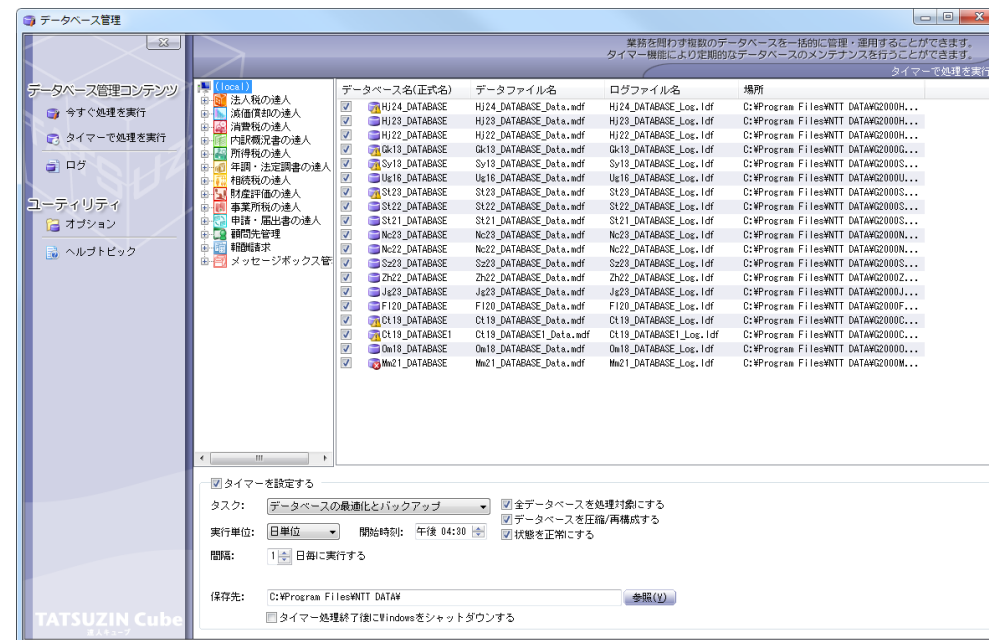 データベース管理
業務を問わず複数のデータベースを一括的に管理・運用することができます。
タイマー機能により定期的なデータベースのメンテナンスを行うことができます。
タイマーで処理を実行
データベース管理コンテンツ
今すぐ処理を実行
タイマーで処理を実行
ログ
ユーティリティ
オプション
ヘルプトピック
(local)
法人税の達人
減価償却の達人
消費税の達人
内訳概況書の達人
所得税の達人
年調・法定調書の達人
相続税の達人
財産評価の達人
事業所税の達人
申請・届出書の達人
顧問先管理
報酬請求
メッセージボックス管
データベース名(正式名) データファイル名 ログファイル名 場所
Hj24_DATABASE Hj24_DATABASE_Data.mdf Hj24_DATABASE_Log.ldf C:¥Program Files¥NTT DATA¥G2000H...
Hj23_DATABASE Hj23_DATABASE_Data.mdf Hj23_DATABASE_Log.ldf C:¥Program Files¥NTT DATA¥G2000H...
Hj22_DATABASE Hj22_DATABASE_Data.mdf Hj22_DATABASE_Log.ldf C:¥Program Files¥NTT DATA¥G2000H...
Gk13_DATABASE Gk13_DATABASE_Data.mdf Gk13_DATABASE_Log.ldf C:¥Program Files¥NTT DATA¥G2000G...
Sy13_DATABASE Sy13_DATABASE_Data.mdf Sy13_DATABASE_Log.ldf C:¥Program Files¥NTT DATA¥G2000S...
Ug16_DATABASE Ug16_DATABASE_Data.mdf Ug16_DATABASE_Log.ldf C:¥Program Files¥NTT DATA¥G2000U...
St23_DATABASE St23_DATABASE_Data.mdf St23_DATABASE_Log.ldf C:¥Program Files¥NTT DATA¥G2000S...
St22_DATABASE St22_DATABASE_Data.mdf St22_DATABASE_Log.ldf C:¥Program Files¥NTT DATA¥G2000S...
St21_DATABASE St21_DATABASE_Data.mdf St21_DATABASE_Log.ldf C:¥Program Files¥NTT DATA¥G2000S...
Nc23_DATABASE Nc23_DATABASE_Data.mdf Nc23_DATABASE_Log.ldf C:¥Program Files¥NTT DATA¥G2000N...
Nc22_DATABASE Nc22_DATABASE_Data.mdf Nc22_DATABASE_Log.ldf C:¥Program Files¥NTT DATA¥G2000N...
Sz23_DATABASE Sz23_DATABASE_Data.mdf Sz23_DATABASE_Log.ldf C:¥Program Files¥NTT DATA¥G2000S...
Zh22_DATABASE Zh22_DATABASE_Data.mdf Zh22_DATABASE_Log.ldf C:¥Program Files¥NTT DATA¥G2000Z...
Jg23_DATABASE Jg23_DATABASE_Data.mdf Jg23_DATABASE_Log.ldf C:¥Program Files¥NTT DATA¥G2000J...
Fl20_DATABASE Fl20_DATABASE_Data.mdf Fl20_DATABASE_Log.ldf C:¥Program Files¥NTT DATA¥G2000F...
Ct19_DATABASE Ct19_DATABASE_Data.mdf Ct19_DATABASE_Log.ldf C:¥Program Files¥NTT DATA¥G2000C...
Ct19_DATABASE1 Ct19_DATABASE1_Data.mdf Ct19_DATABASE1_Log.ldf C:¥Program Files¥NTT DATA¥G2000C...
Om18_DATABASE Om18_DATABASE_Data.mdf Om18_DATABASE_Log.ldf C:¥Program Files¥NTT DATA¥G2000O...
Mm21_DATABASE Mm21_DATABASE_Data.mdf Mm21_DATABASE_Log.ldf C:¥Program Files¥NTT DATA¥G2000M...
タイマーを設定する
タスク: データベースの最適化とバックアップ 全データベースを処理対象にする
データベースを圧縮/再構成する
実行単位: 日単位 開始時刻: 午後 04:30 状態を正常にする
間隔: 1 日毎に実行する
保存先: C:¥Program Files¥NTT DATA¥ 参照(V)
タイマー処理終了後にWindowsをシャットダウンする
TATSUZIN Cube
達人キューブ